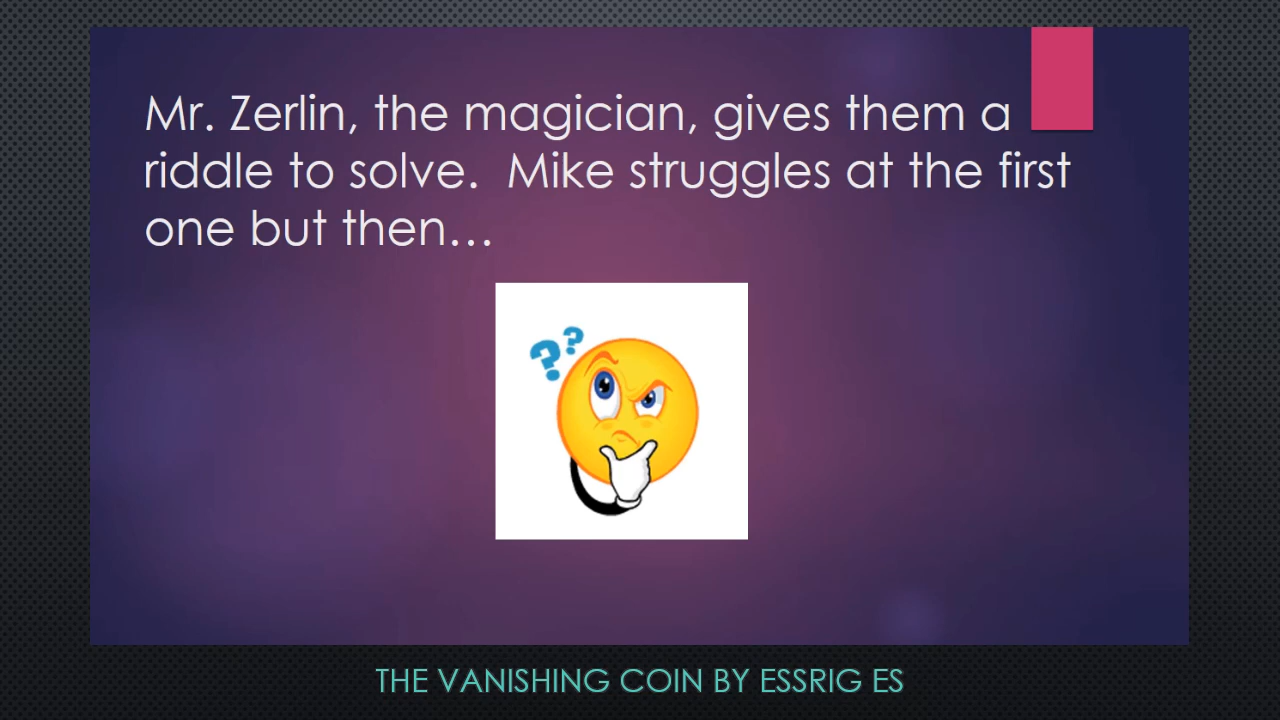 Mr. Zerlin, the magician, gives them a
riddle to solve.  Mike struggles at the first
one but then…
??
THE VANISHING COIN BY ESSRIG ES